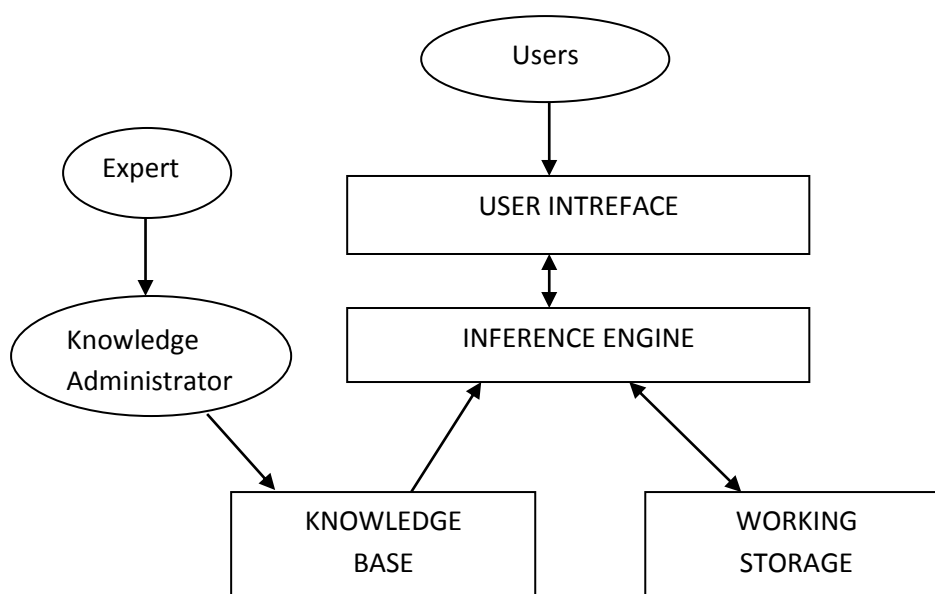 Users
Expert
USER INTREFACE
Knowledge
Administrator
INFERENCE ENGINE
KNOWLEDGE
BASE
WORKING
STORAGE